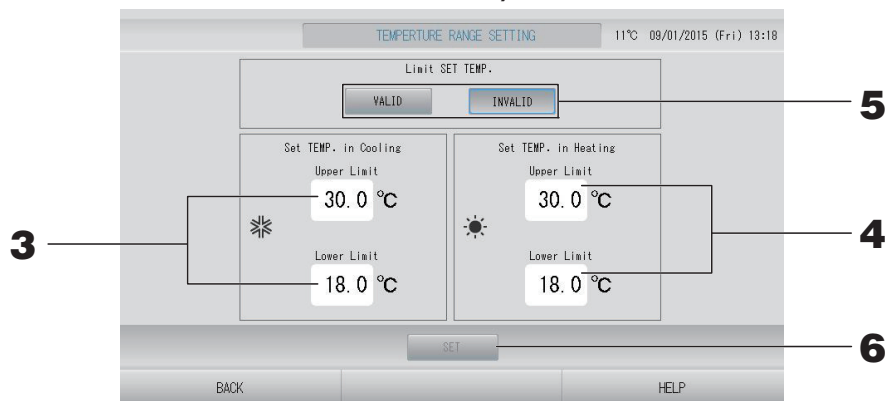 TEMPERTURE RANGE SETTING 11℃ 09/01/2015 (Fri) 13:18
Limit SET TEMP.
VALID INVALID
5
Set TEMP. in Cooling
Upper Limit
30.0 °C
Lower Limit
18.0 °C
3
Set TEMP. in Heating
Upper Limit
30.0 °C
Lower Limit
18.0 °C
4
SET
6
BACK HELP